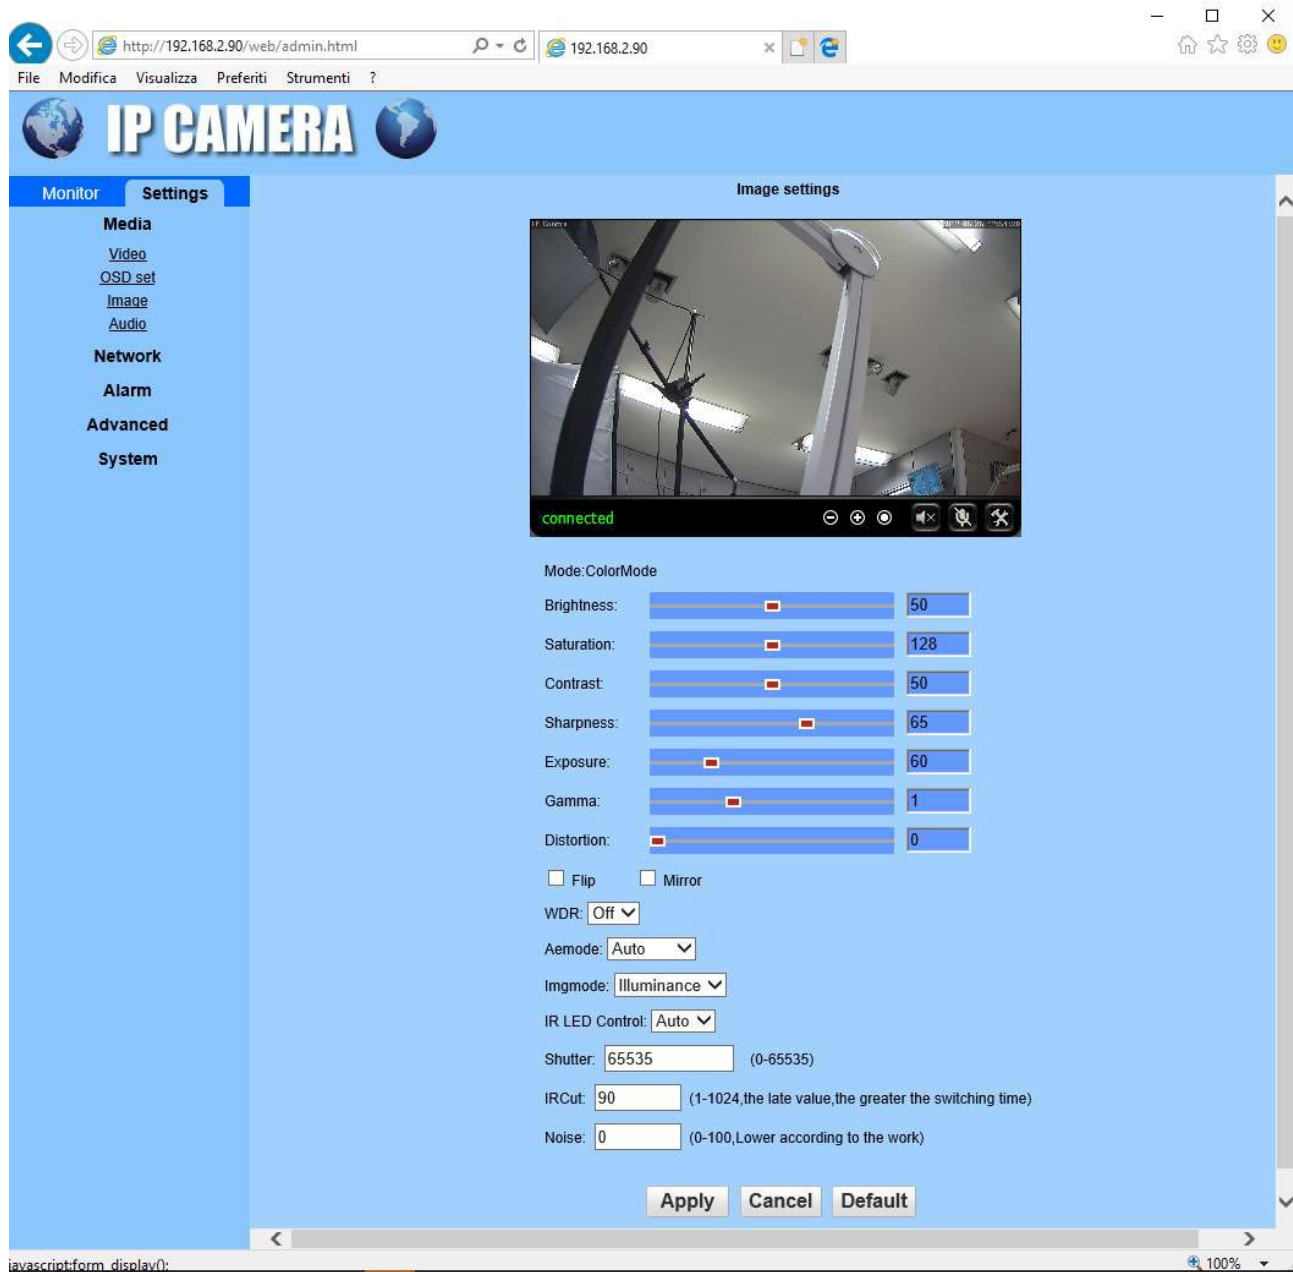 http://192.168.2.90/web/admin.html
192.168.2.90
File Modifica Visualizza Preferiti Strumenti ?
IP CAMERA
Monitor Settings
Image settings
Media
Video
OSD set
Image
Audio
Network
Alarm
Advanced
System
IP Camera
connected
Mode:ColorMode
Brightness: 50
Saturation: 128
Contrast: 50
Sharpness: 65
Exposure: 60
Gamma: 1
Distortion: 0
Flip Mirror
WDR: Off
Aemode: Auto
Imgmode: Illuminance
IR LED Control: Auto
Shutter: 65535 (0-65535)
IRCut: 90 (1-1024,the late value,the greater the switching time)
Noise: 0 (0-100,Lower according to the work)
Apply Cancel Default
javascript:form_display();
100%